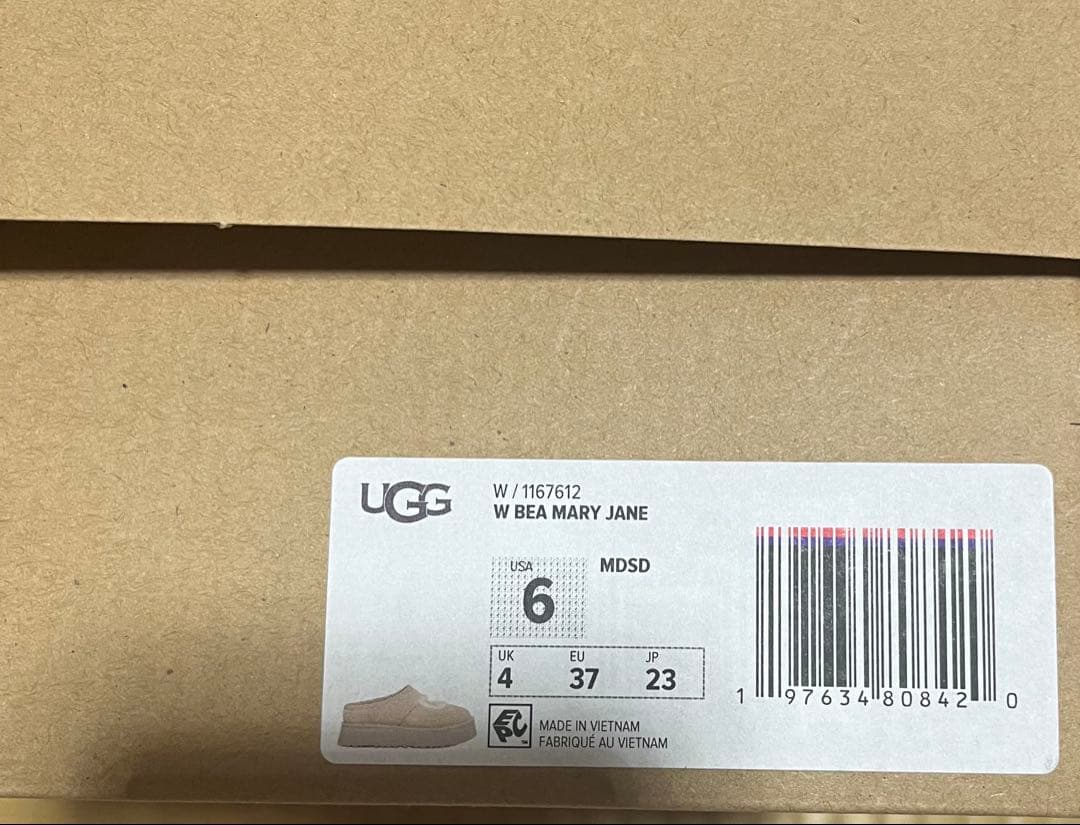 UGG
W / 1167612
W BEA MARY JANE
USA
6
MDSD
UK EU JP
4 37 23
EPC
MADE IN VIETNAM
FABRIQUÉ AU VIETNAM
1 97634 80842 0